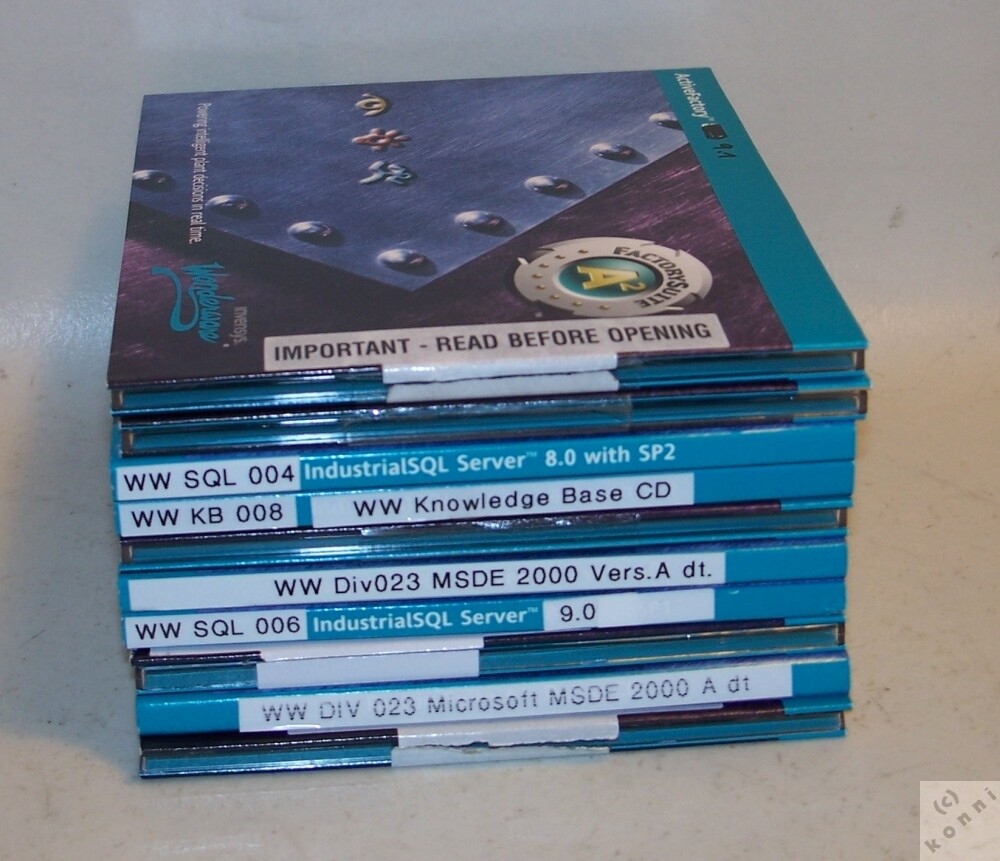 ActiveFactory™ 9.1
Powering intelligent plant decisions in real time.
invensys
Wonderware
FACTORYSUITE
A²
IMPORTANT - READ BEFORE OPENING
WW SQL 004 IndustrialSQL Server™ 8.0 with SP2
WW KB 008 WW Knowledge Base CD
WW Div023 MSDE 2000 Vers.A dt.
WW SQL 006 IndustrialSQL Server™ 9.0
WW DIV 023 Microsoft MSDE 2000 A dt
(c)
konni